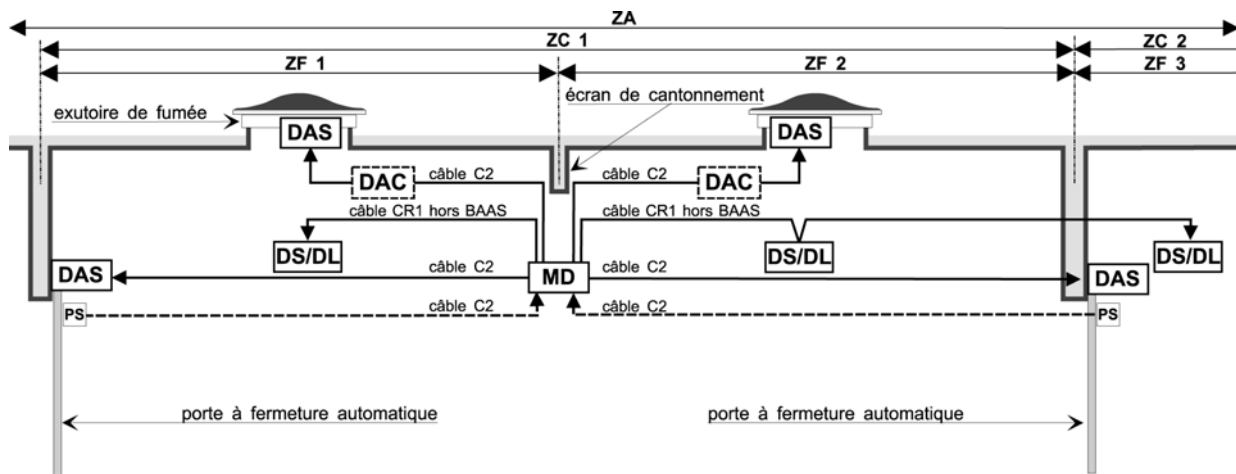 ZA
ZC 1
ZC 2
ZF 1
ZF 2
ZF 3
exutoire de fumée
écran de cantonnement
DAS
DAS
DAC
câble C2
câble C2
DAC
câble CR1 hors BAAS
câble CR1 hors BAAS
DS/DL
DS/DL
DS/DL
DAS
câble C2
MD
câble C2
DAS
PS
câble C2
câble C2
PS
porte à fermeture automatique
porte à fermeture automatique